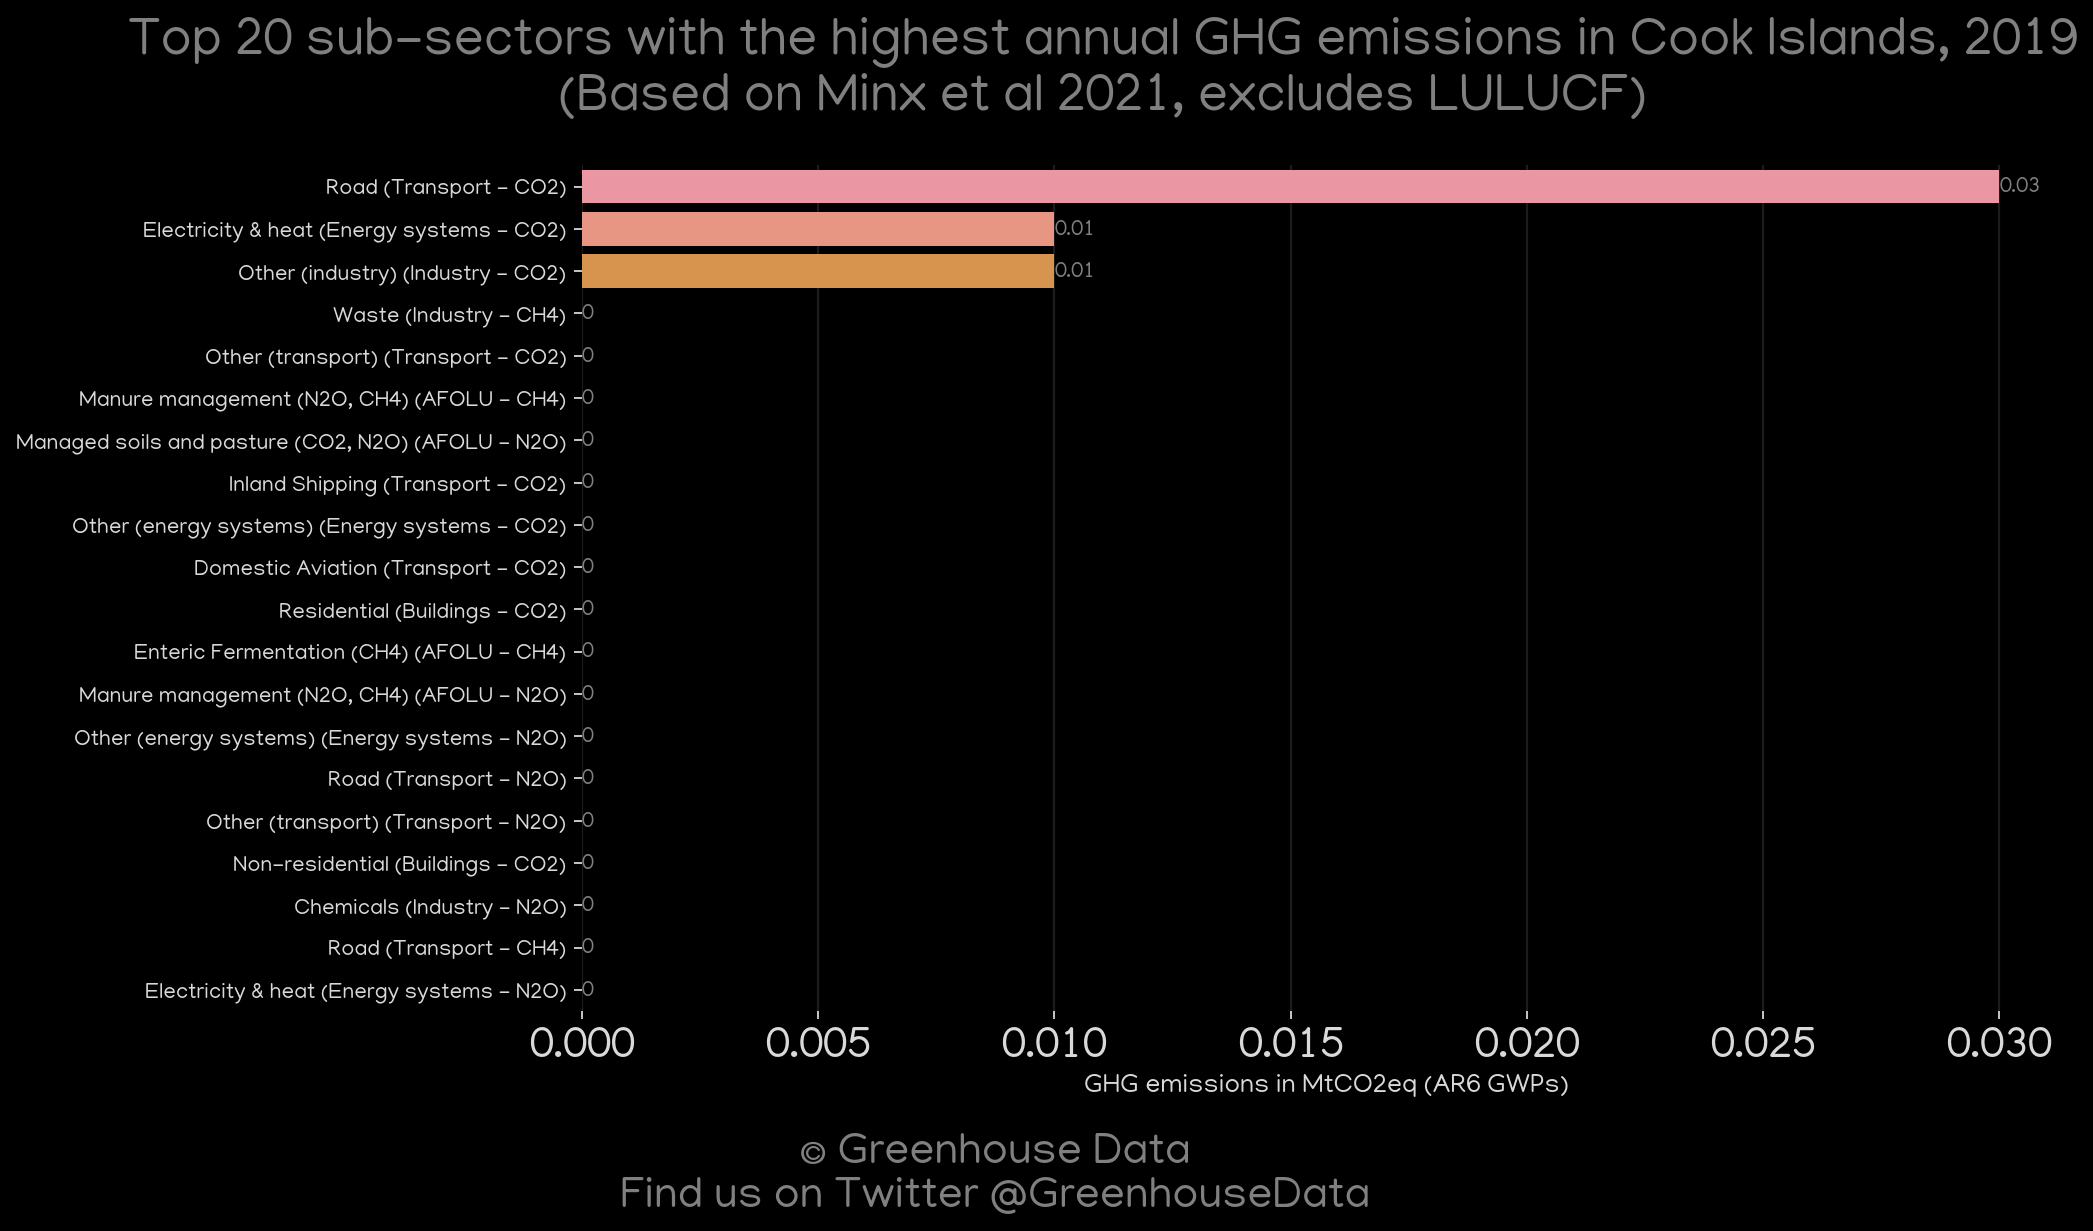 Top 20 sub-sectors with the highest annual GHG emissions in Cook Islands, 2019
(Based on Minx et al 2021, excludes LULUCF)
Road (Transport - CO2) 0.03
Electricity & heat (Energy systems - CO2) 0.01
Other (industry) (Industry - CO2) 0.01
Waste (Industry - CH4) 0
Other (transport) (Transport - CO2) 0
Manure management (N2O, CH4) (AFOLU - CH4) 0
Managed soils and pasture (CO2, N2O) (AFOLU - N2O) 0
Inland Shipping (Transport - CO2) 0
Other (energy systems) (Energy systems - CO2) 0
Domestic Aviation (Transport - CO2) 0
Residential (Buildings - CO2) 0
Enteric Fermentation (CH4) (AFOLU - CH4) 0
Manure management (N2O, CH4) (AFOLU - N2O) 0
Other (energy systems) (Energy systems - N2O) 0
Road (Transport - N2O) 0
Other (transport) (Transport - N2O) 0
Non-residential (Buildings - CO2) 0
Chemicals (Industry - N2O) 0
Road (Transport - CH4) 0
Electricity & heat (Energy systems - N2O) 0
0.000 0.005 0.010 0.015 0.020 0.025 0.030
GHG emissions in MtCO2eq (AR6 GWPs)
© Greenhouse Data
Find us on Twitter @GreenhouseData